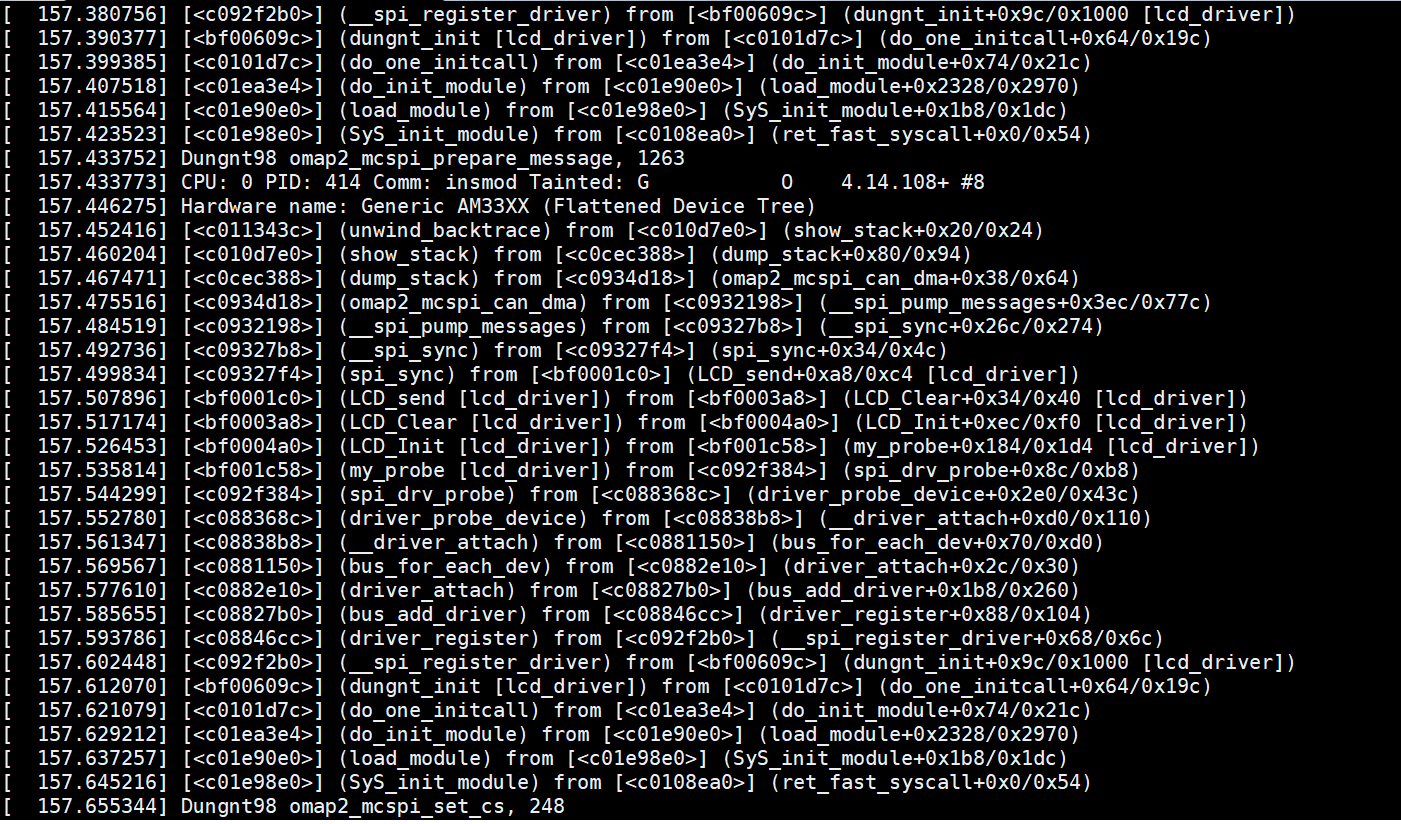 [  157.380756] [<c092f2b0>] (__spi_register_driver) from [<bf00609c>] (dungnt_init+0x9c/0x1000 [lcd_driver])
[  157.390377] [<bf00609c>] (dungnt_init [lcd_driver]) from [<c0101d7c>] (do_one_initcall+0x64/0x19c)
[  157.399385] [<c0101d7c>] (do_one_initcall) from [<c01ea3e4>] (do_init_module+0x74/0x21c)
[  157.407518] [<c01ea3e4>] (do_init_module) from [<c01e90e0>] (load_module+0x2328/0x2970)
[  157.415564] [<c01e90e0>] (load_module) from [<c01e98e0>] (SyS_init_module+0x1b8/0x1dc)
[  157.423523] [<c01e98e0>] (SyS_init_module) from [<c0108ea0>] (ret_fast_syscall+0x0/0x54)
[  157.433752] Dungnt98 omap2_mcspi_prepare_message, 1263
[  157.433773] CPU: 0 PID: 414 Comm: insmod Tainted: G           O    4.14.108+ #8
[  157.446275] Hardware name: Generic AM33XX (Flattened Device Tree)
[  157.452416] [<c011343c>] (unwind_backtrace) from [<c010d7e0>] (show_stack+0x20/0x24)
[  157.460204] [<c010d7e0>] (show_stack) from [<c0cec388>] (dump_stack+0x80/0x94)
[  157.467471] [<c0cec388>] (dump_stack) from [<c0934d18>] (omap2_mcspi_can_dma+0x38/0x64)
[  157.475516] [<c0934d18>] (omap2_mcspi_can_dma) from [<c0932198>] (__spi_pump_messages+0x3ec/0x77c)
[  157.484519] [<c0932198>] (__spi_pump_messages) from [<c09327b8>] (__spi_sync+0x26c/0x274)
[  157.492736] [<c09327b8>] (__spi_sync) from [<c09327f4>] (spi_sync+0x34/0x4c)
[  157.499834] [<c09327f4>] (spi_sync) from [<bf0001c0>] (LCD_send+0xa8/0xc4 [lcd_driver])
[  157.507896] [<bf0001c0>] (LCD_send [lcd_driver]) from [<bf0003a8>] (LCD_Clear+0x34/0x40 [lcd_driver])
[  157.517174] [<bf0003a8>] (LCD_Clear [lcd_driver]) from [<bf0004a0>] (LCD_Init+0xec/0xf0 [lcd_driver])
[  157.526453] [<bf0004a0>] (LCD_Init [lcd_driver]) from [<bf001c58>] (my_probe+0x184/0x1d4 [lcd_driver])
[  157.535814] [<bf001c58>] (my_probe [lcd_driver]) from [<c092f384>] (spi_drv_probe+0x8c/0xb8)
[  157.544299] [<c092f384>] (spi_drv_probe) from [<c088368c>] (driver_probe_device+0x2e0/0x43c)
[  157.552780] [<c088368c>] (driver_probe_device) from [<c08838b8>] (__driver_attach+0xd0/0x110)
[  157.561347] [<c08838b8>] (__driver_attach) from [<c0881150>] (bus_for_each_dev+0x70/0xd0)
[  157.569567] [<c0881150>] (bus_for_each_dev) from [<c0882e10>] (driver_attach+0x2c/0x30)
[  157.577610] [<c0882e10>] (driver_attach) from [<c08827b0>] (bus_add_driver+0x1b8/0x260)
[  157.585655] [<c08827b0>] (bus_add_driver) from [<c08846cc>] (driver_register+0x88/0x104)
[  157.593786] [<c08846cc>] (driver_register) from [<c092f2b0>] (__spi_register_driver+0x68/0x6c)
[  157.602448] [<c092f2b0>] (__spi_register_driver) from [<bf00609c>] (dungnt_init+0x9c/0x1000 [lcd_driver])
[  157.612070] [<bf00609c>] (dungnt_init [lcd_driver]) from [<c0101d7c>] (do_one_initcall+0x64/0x19c)
[  157.621079] [<c0101d7c>] (do_one_initcall) from [<c01ea3e4>] (do_init_module+0x74/0x21c)
[  157.629212] [<c01ea3e4>] (do_init_module) from [<c01e90e0>] (load_module+0x2328/0x2970)
[  157.637257] [<c01e90e0>] (load_module) from [<c01e98e0>] (SyS_init_module+0x1b8/0x1dc)
[  157.645216] [<c01e98e0>] (SyS_init_module) from [<c0108ea0>] (ret_fast_syscall+0x0/0x54)
[  157.655344] Dungnt98 omap2_mcspi_set_cs, 248